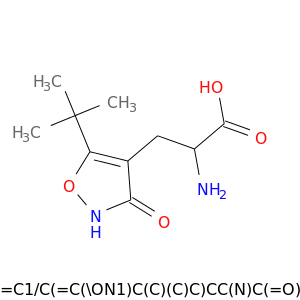 HO
H3C
CH3
H3C
O
NH2
O
N
H
O
=C1/C(=C(\ON1)C(C)(C)C)CC(N)C(=O)